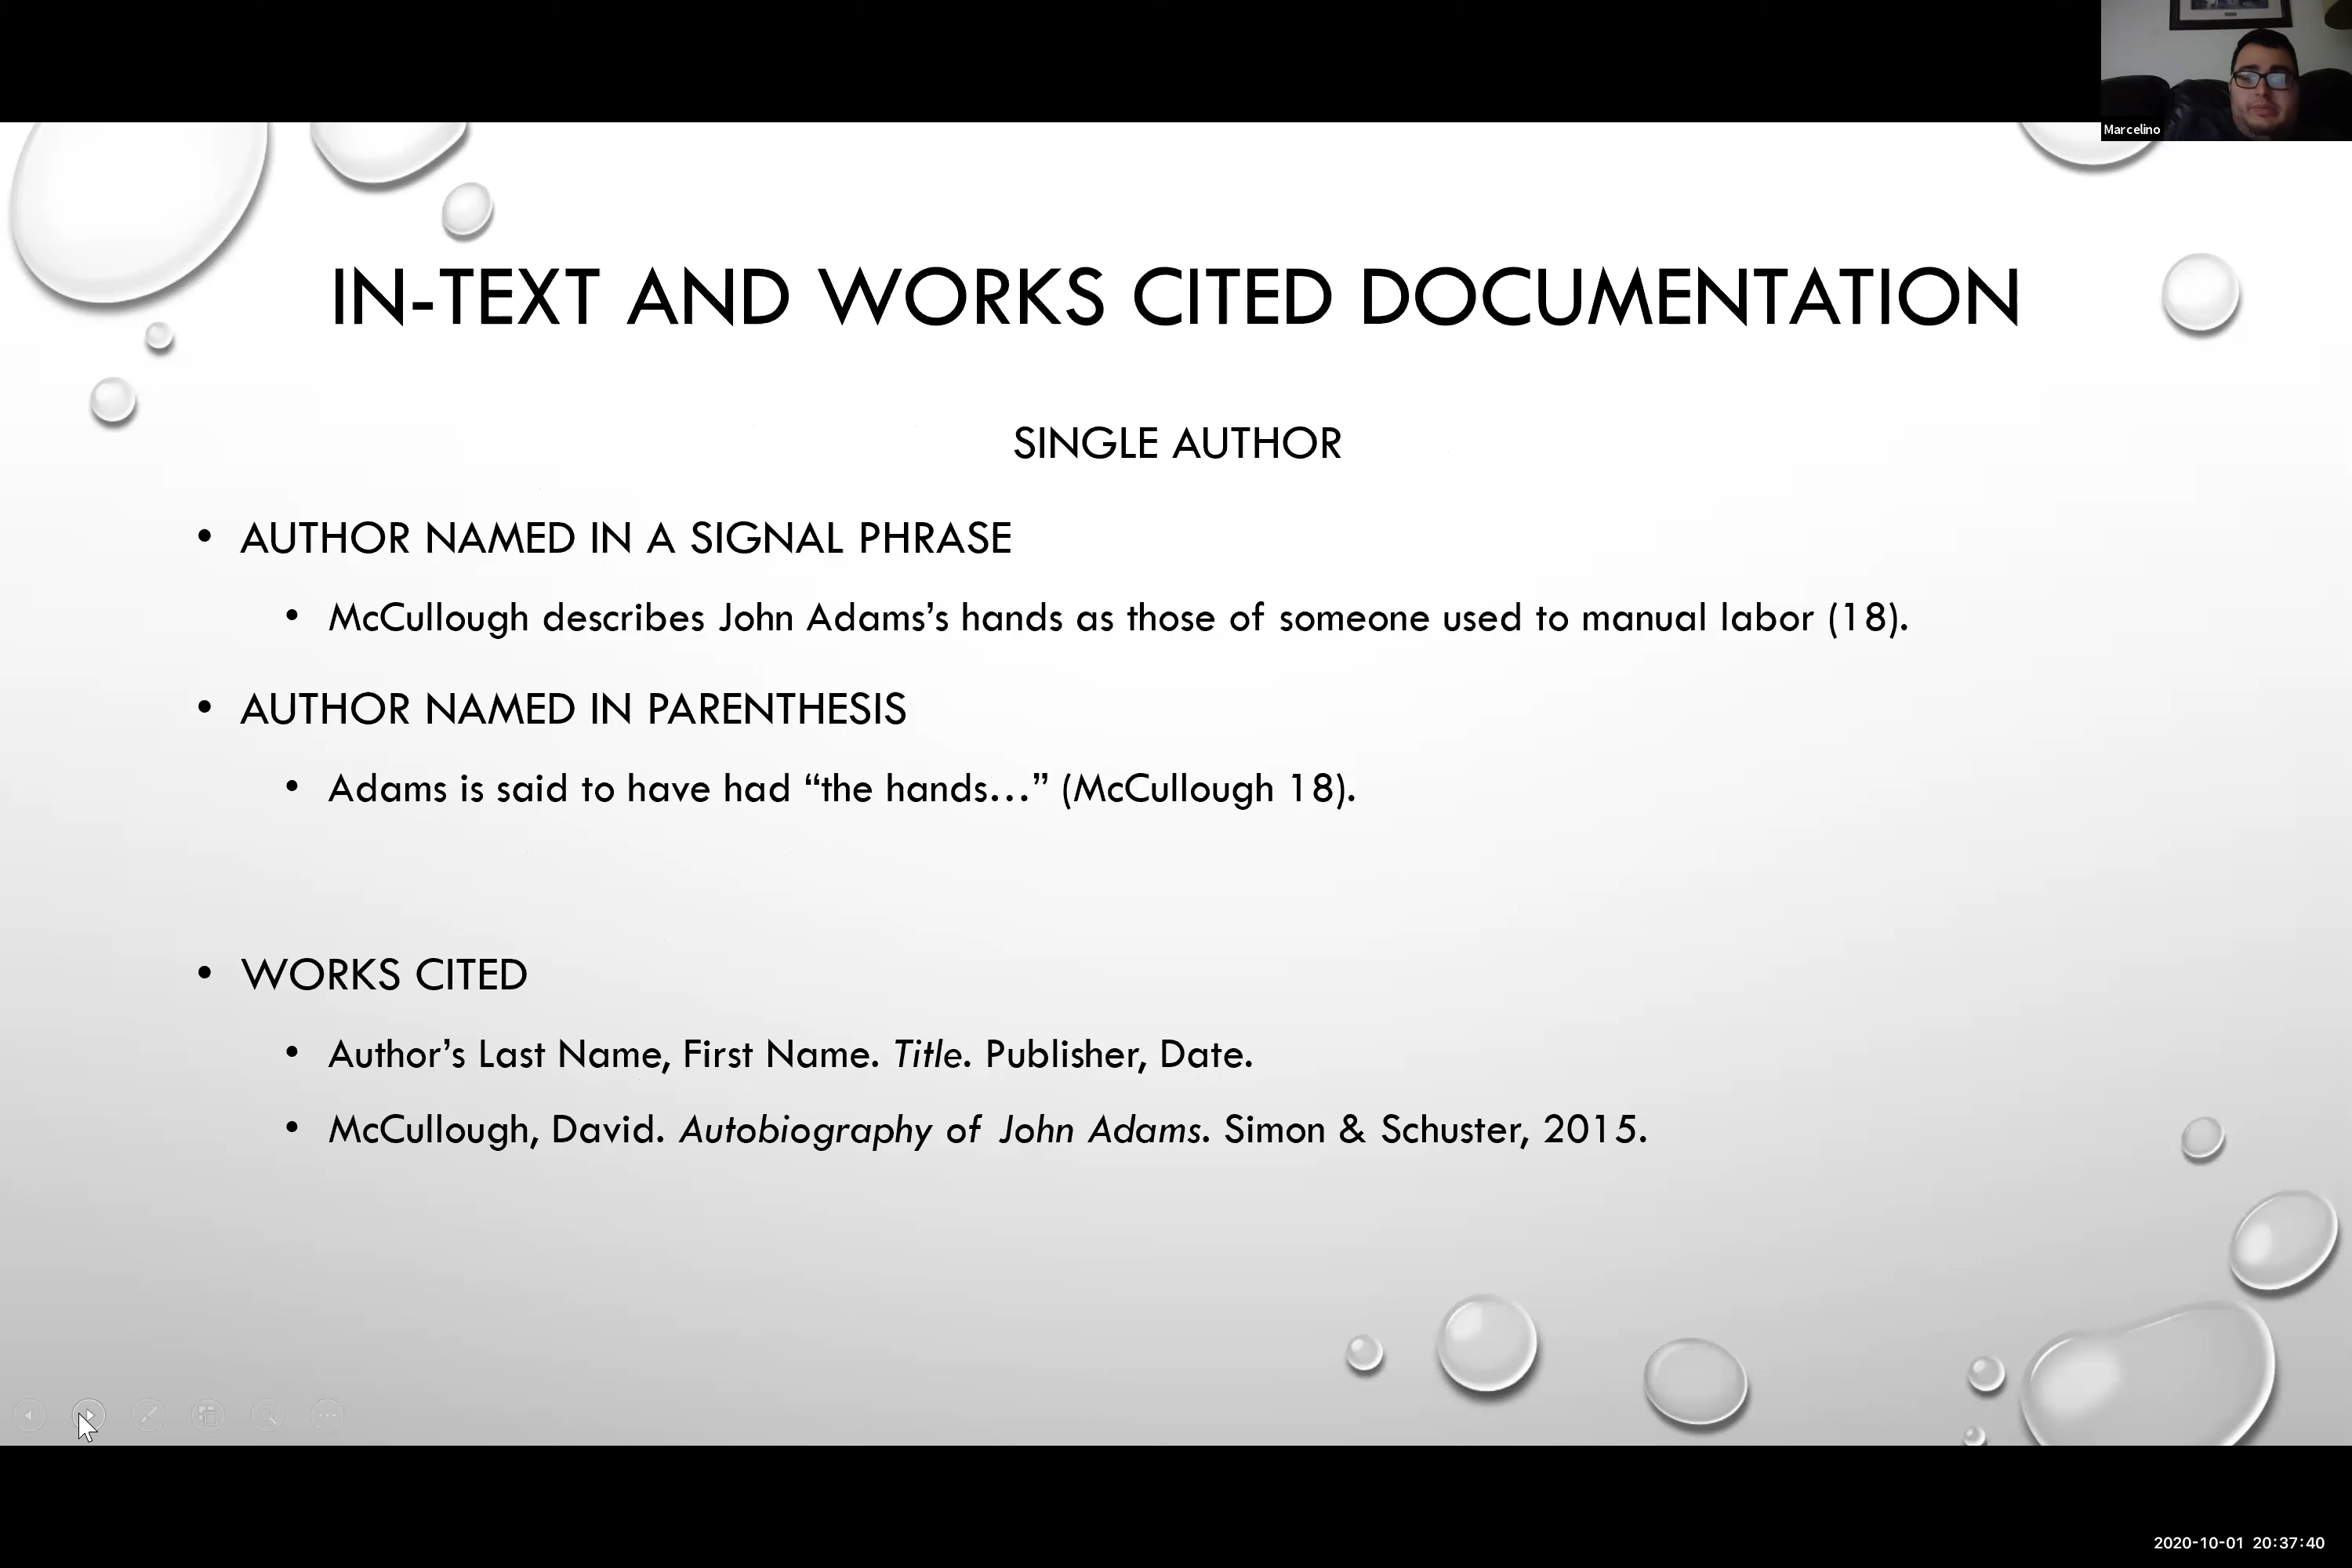 Marcelino
IN-TEXT AND WORKS CITED DOCUMENTATION
SINGLE AUTHOR
• AUTHOR NAMED IN A SIGNAL PHRASE
• McCullough describes John Adams’s hands as those of someone used to manual labor (18).
• AUTHOR NAMED IN PARENTHESIS
• Adams is said to have had “the hands…” (McCullough 18).
• WORKS CITED
• Author’s Last Name, First Name. Title. Publisher, Date.
• McCullough, David. Autobiography of John Adams. Simon & Schuster, 2015.
2020-10-01 20:37:40